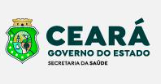 CEARÁ
GOVERNO DO ESTADO
SECRETARIA DA SAÚDE